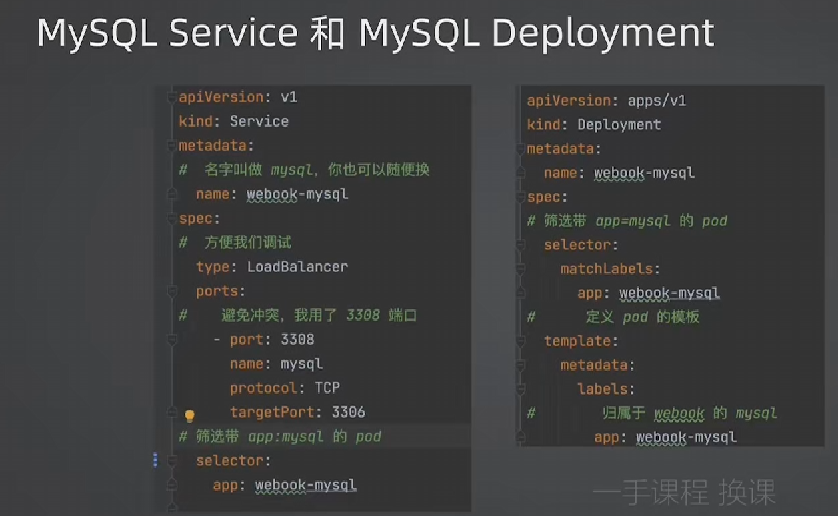 MySQL Service 和 MySQL Deployment
apiVersion: v1
kind: Service
metadata:
#  名字叫做 mysql，你也可以随便换
  name: webook-mysql
spec:
#  方便我们调试
  type: LoadBalancer
  ports:
#    避免冲突，我用了 3308 端口
    - port: 3308
      name: mysql
      protocol: TCP
      targetPort: 3306
# 筛选带 app:mysql 的 pod
  selector:
    app: webook-mysql
apiVersion: apps/v1
kind: Deployment
metadata:
  name: webook-mysql
spec:
# 筛选带 app=mysql 的 pod
  selector:
    matchLabels:
      app: webook-mysql
#      定义 pod 的模板
  template:
    metadata:
      labels:
#        归属于 webook 的 mysql
        app: webook-mysql
一手课程 换课